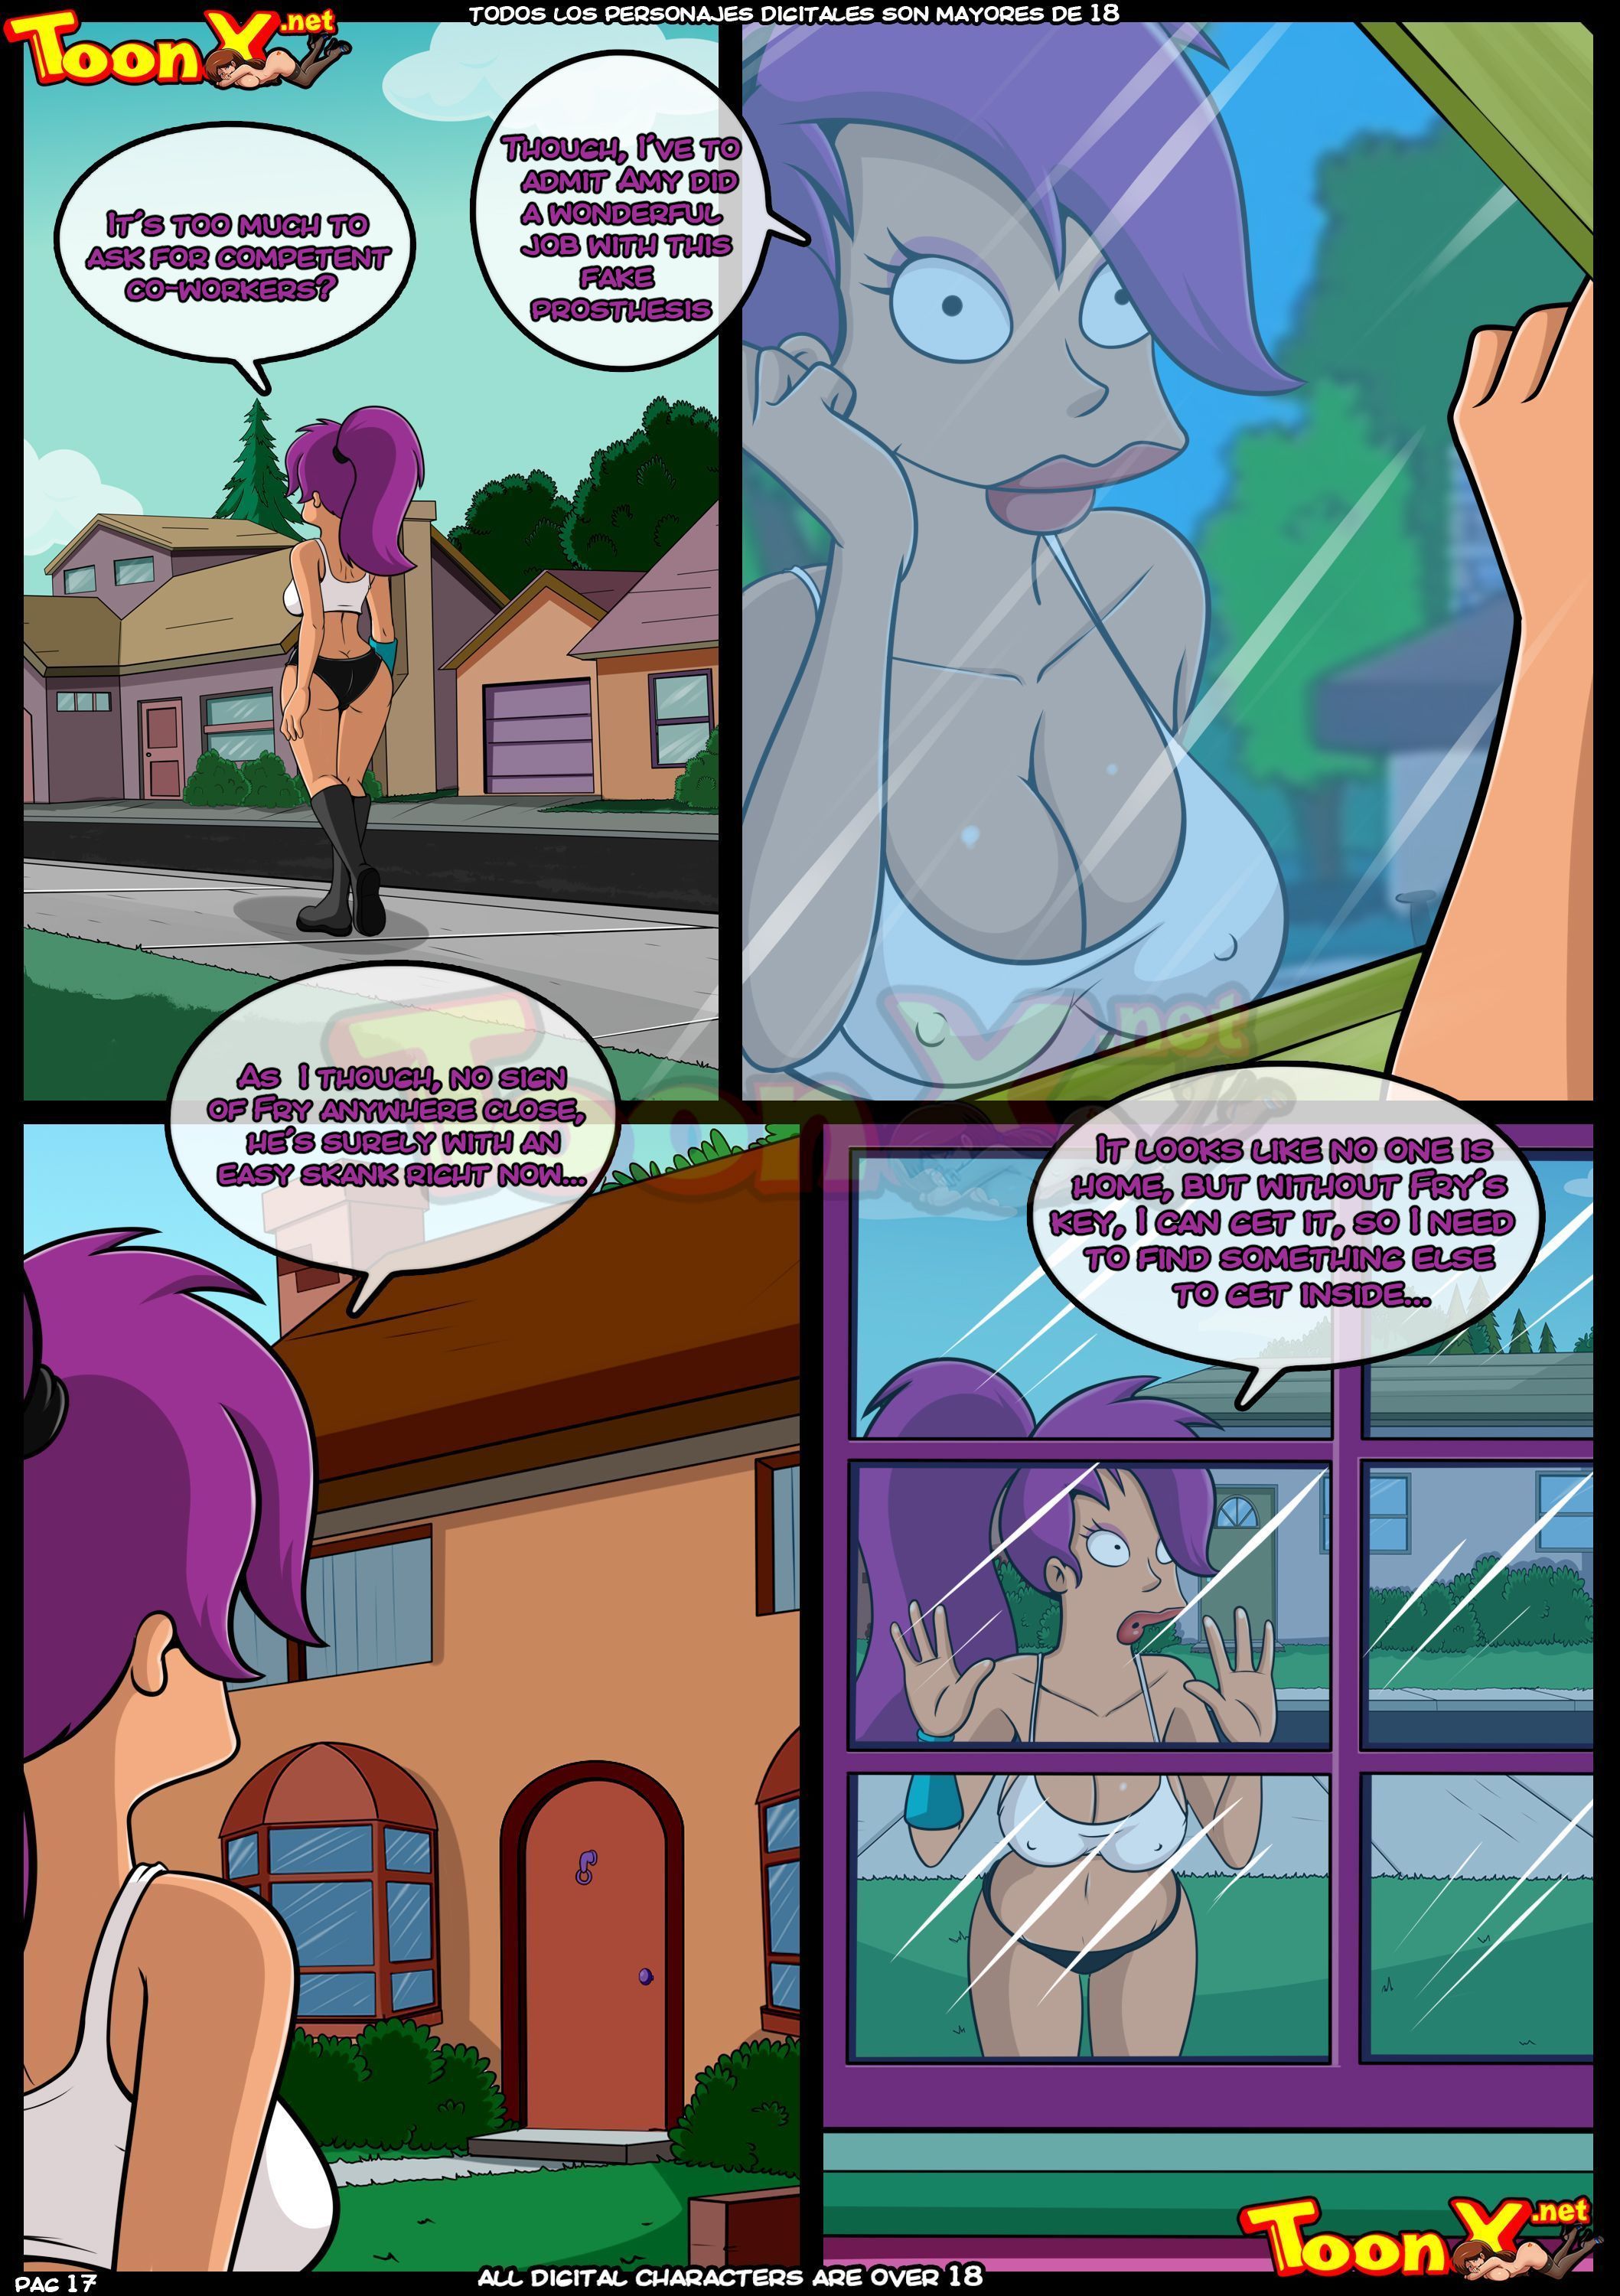 ToonX.net
TODOS LOS PERSONAJES DIGITALES SON MAYORES DE 18
IT'S TOO MUCH TO
ASK FOR COMPETENT
CO-WORKERS?
THOUGH, I'VE TO
ADMIT AMY DID
A WONDERFUL
JOB WITH THIS
FAKE
PROSTHESIS
AS I THOUGH, NO SIGN
OF FRY ANYWHERE CLOSE,
HE'S SURELY WITH AN
EASY SKANK RIGHT NOW...
ToonX.net
IT LOOKS LIKE NO ONE IS
HOME, BUT WITHOUT FRY'S
KEY, I CAN GET IT, SO I NEED
TO FIND SOMETHING ELSE
TO GET INSIDE...
ToonX.net
PAG 17
ALL DIGITAL CHARACTERS ARE OVER 18